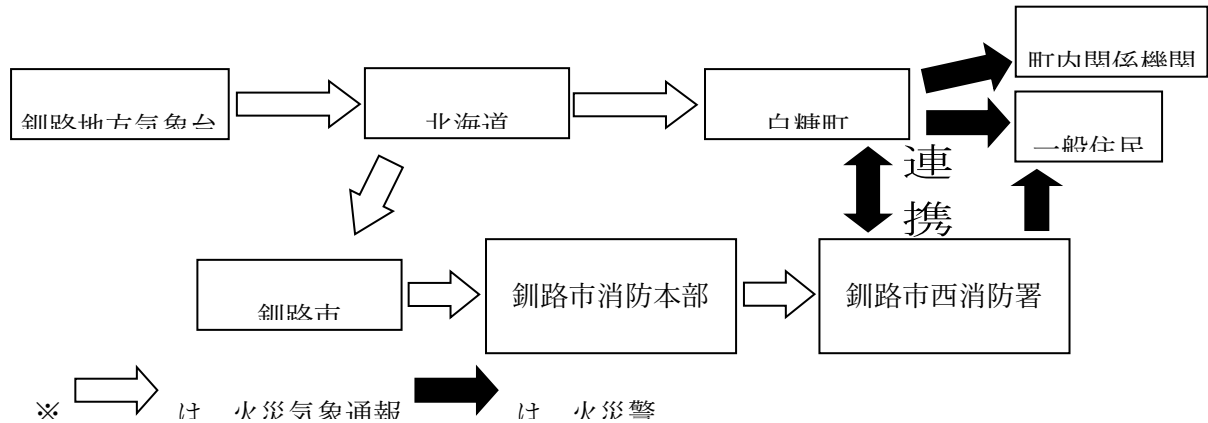 町内関係機関
釧路地方気象台
北海道
白糠町
一般住民
連
携
釧路市
釧路市消防本部
釧路市西消防署
※ は 火災気象通報 は 火災警